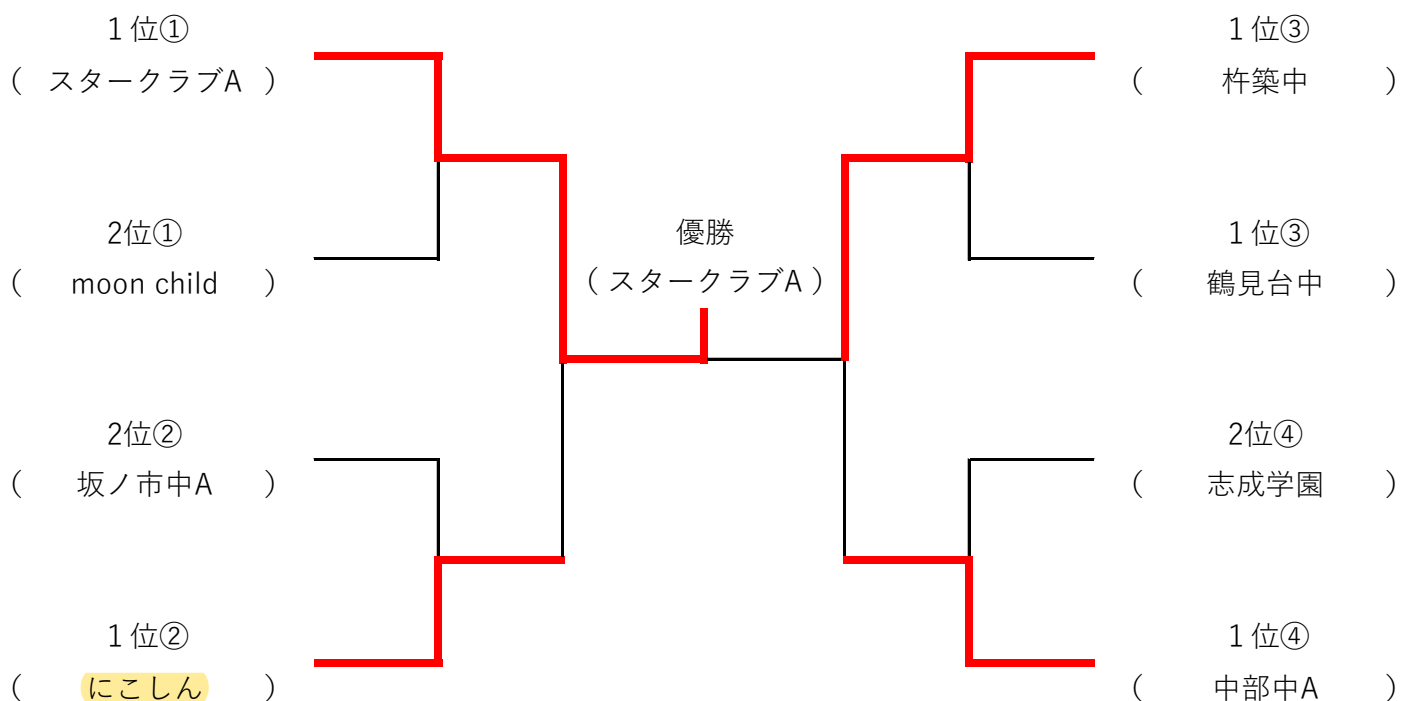 1位①
( スタークラブA )
2位①
( moon child )
2位②
( 坂ノ市中A )
1位②
( にこしん )
優勝
( スタークラブA )
1位③
( 杵築中 )
1位③
( 鶴見台中 )
2位④
( 志成学園 )
1位④
( 中部中A )